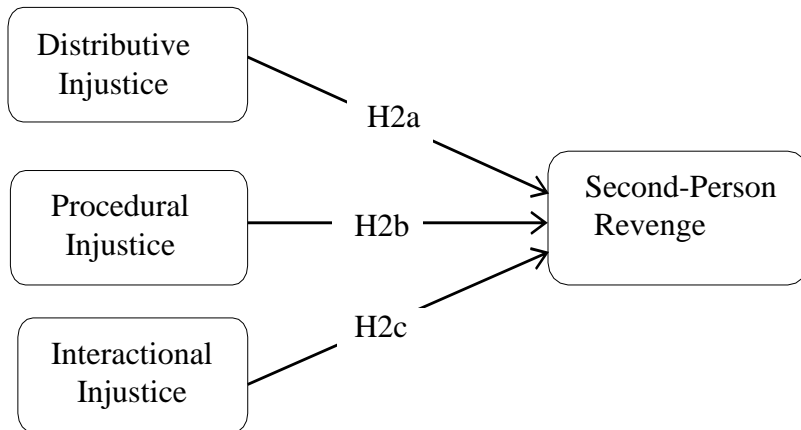 Distributive
Injustice
H2a
Procedural
Injustice
H2b
Interactional
Injustice
H2c
Second-Person
Revenge